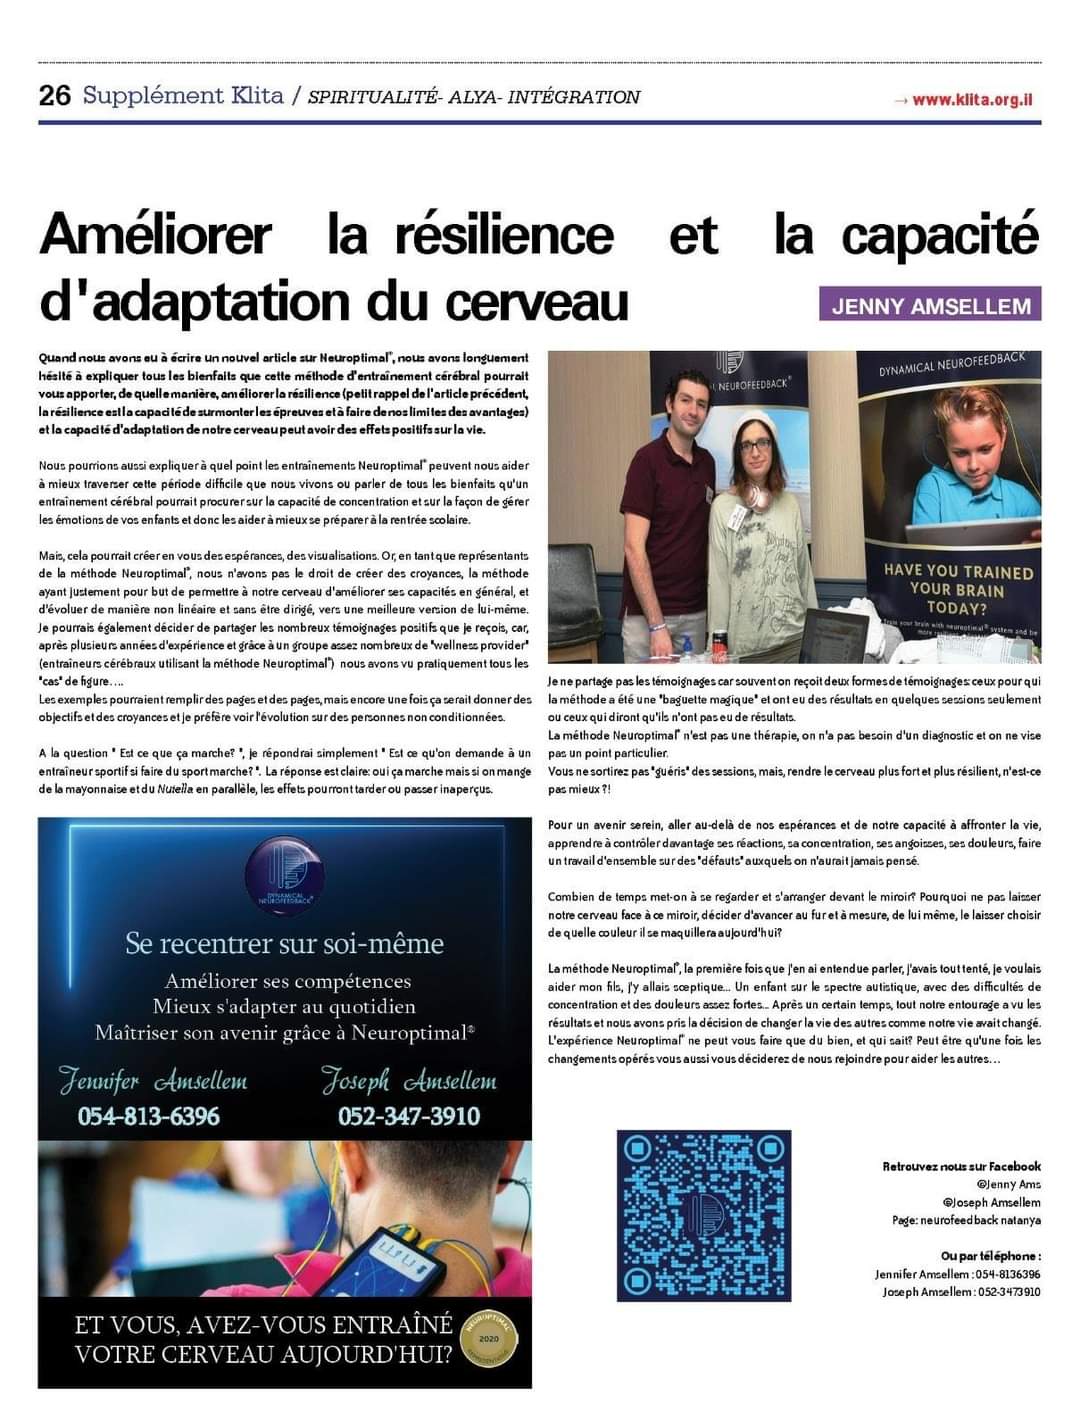 26 Supplément Klita / SPIRITUALITÉ- ALYA- INTÉGRATION
→ www.klita.org.il
Améliorer la résilience et la capacité
d'adaptation du cerveau
JENNY AMSELLEM
Quand nous avons eu à écrire un nouvel article sur Neuroptimal®, nous avons longuement
hésité à expliquer tous les bienfaits que cette méthode d'entraînement cérébral pourrait
vous apporter, de quelle manière, améliorer la résilience (petit rappel de l'article précédent,
la résilience est la capacité de surmonter les épreuves et à faire de nos limites des avantages)
et la capacité d'adaptation de notre cerveau peut avoir des effets positifs sur la vie.
Nous pourrions aussi expliquer à quel point les entraînements Neuroptimal® peuvent nous aider
à mieux traverser cette période difficile que nous vivons ou parler de tous les bienfaits qu'un
entraînement cérébral pourrait procurer sur la capacité de concentration et sur la façon de gérer
les émotions de vos enfants et donc les aider à mieux se préparer à la rentrée scolaire.
Mais, cela pourrait créer en vous des espérances, des visualisations. Or, en tant que représentants
de la méthode Neuroptimal®, nous n'avons pas le droit de créer des croyances, la méthode
ayant justement pour but de permettre à notre cerveau d'améliorer ses capacités en général, et
d'évoluer de manière non linéaire et sans être dirigé, vers une meilleure version de lui-même.
Je pourrais également décider de partager les nombreux témoignages positifs que je reçois, car,
après plusieurs années d'expérience et grâce à un groupe assez nombreux de "wellness provider"
(entraîneurs cérébraux utilisant la méthode Neuroptimal®) nous avons vu pratiquement tous les
"cas" de figure....
Les exemples pourraient remplir des pages et des pages, mais encore une fois ça serait donner des
objectifs et des croyances et je préfère voir l'évolution sur des personnes non conditionnées.
A la question " Est ce que ça marche? ", je répondrai simplement " Est ce qu'on demande à un
entraîneur sportif si faire du sport marche? ". La réponse est claire: oui ça marche mais si on mange
de la mayonnaise et du Nutella en parallèle, les effets pourront tarder ou passer inaperçus.
DYNAMICAL
NEUROFEEDBACK®
Se recentrer sur soi-même
Améliorer ses compétences
Mieux s'adapter au quotidien
Maîtriser son avenir grâce à Neuroptimal®
Jennifer Amsellem
054-813-6396
Joseph Amsellem
052-347-3910
ET VOUS, AVEZ-VOUS ENTRAÎNÉ
VOTRE CERVEAU AUJOURD'HUI?
NEUROPTIMAL
2020
L NEUROFEEDBACK®
DYNAMICAL NEUROFEEDBACK
HAVE YOU TRAINED
YOUR BRAIN
TODAY?
Train your brain with neuroptimal® system and be
Je ne partage pas les témoignages car souvent on reçoit deux formes de témoignages: ceux pour qui
la méthode a été une "baguette magique" et ont eu des résultats en quelques sessions seulement
ou ceux qui diront qu'ils n'ont pas eu de résultats.
La méthode Neuroptimal® n'est pas une thérapie, on n'a pas besoin d'un diagnostic et on ne vise
pas un point particulier.
Vous ne sortirez pas "guéris" des sessions, mais, rendre le cerveau plus fort et plus résilient, n'est-ce
pas mieux ?!
Pour un avenir serein, aller au-delà de nos espérances et de notre capacité à affronter la vie,
apprendre à contrôler davantage ses réactions, sa concentration, ses angoisses, ses douleurs, faire
un travail d'ensemble sur des "défauts" auxquels on n'aurait jamais pensé.
Combien de temps met-on à se regarder et s'arranger devant le miroir? Pourquoi ne pas laisser
notre cerveau face à ce miroir, décider d'avancer au fur et à mesure, de lui même, le laisser choisir
de quelle couleur il se maquillera aujourd'hui?
La méthode Neuroptimal®, la première fois que j'en ai entendue parler, j'avais tout tenté, je voulais
aider mon fils, j'y allais sceptique... Un enfant sur le spectre autistique, avec des difficultés de
concentration et des douleurs assez fortes... Après un certain temps, tout notre entourage a vu les
résultats et nous avons pris la décision de changer la vie des autres comme notre vie avait changé.
L'expérience Neuroptimal® ne peut vous faire que du bien, et qui sait? Peut être qu'une fois les
changements opérés vous aussi vous déciderez de nous rejoindre pour aider les autres...
Retrouvez nous sur Facebook
@Jenny Ams
@Joseph Amsellem
Page: neurofeedback natanya
Ou par téléphone :
Jennifer Amsellem : 054-8136396
Joseph Amsellem : 052-3473910